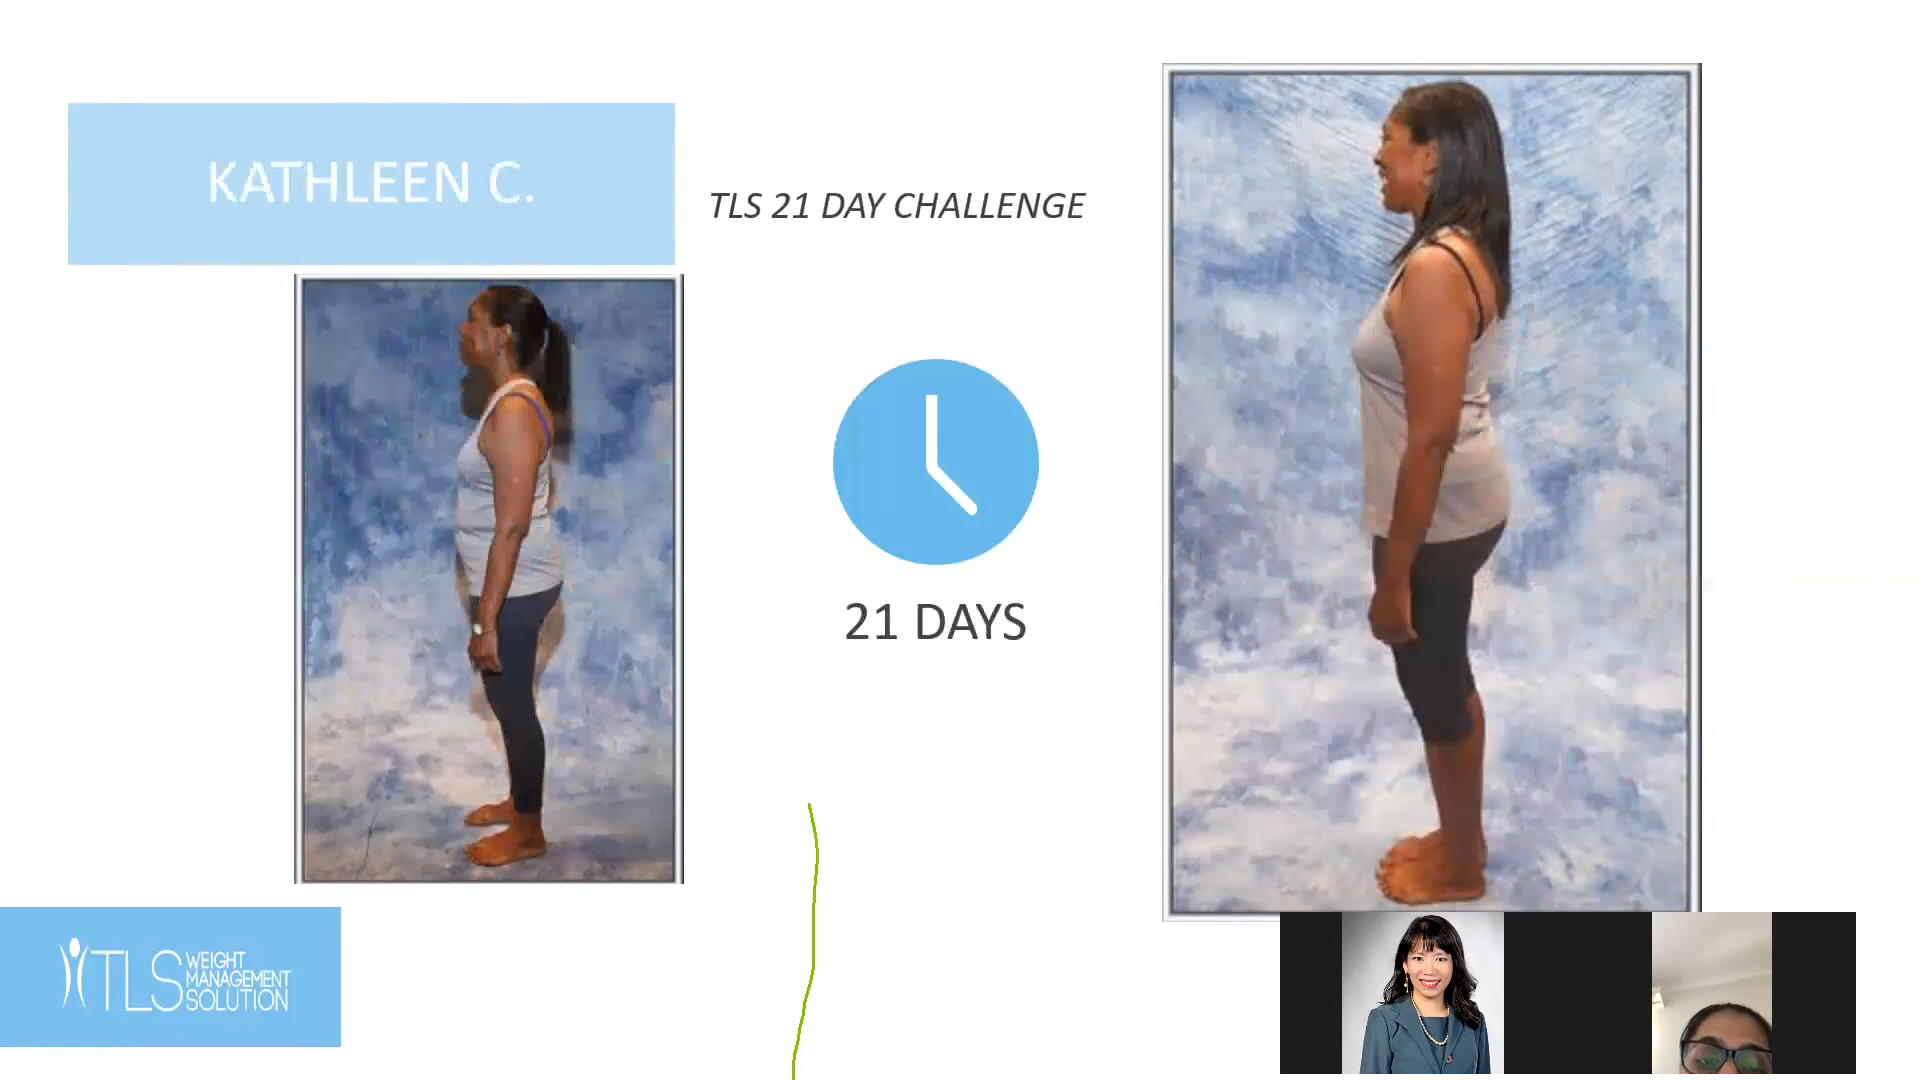 KATHLEEN C.
TLS 21 DAY CHALLENGE
21 DAYS
TLS WEIGHT
MANAGEMENT
SOLUTION